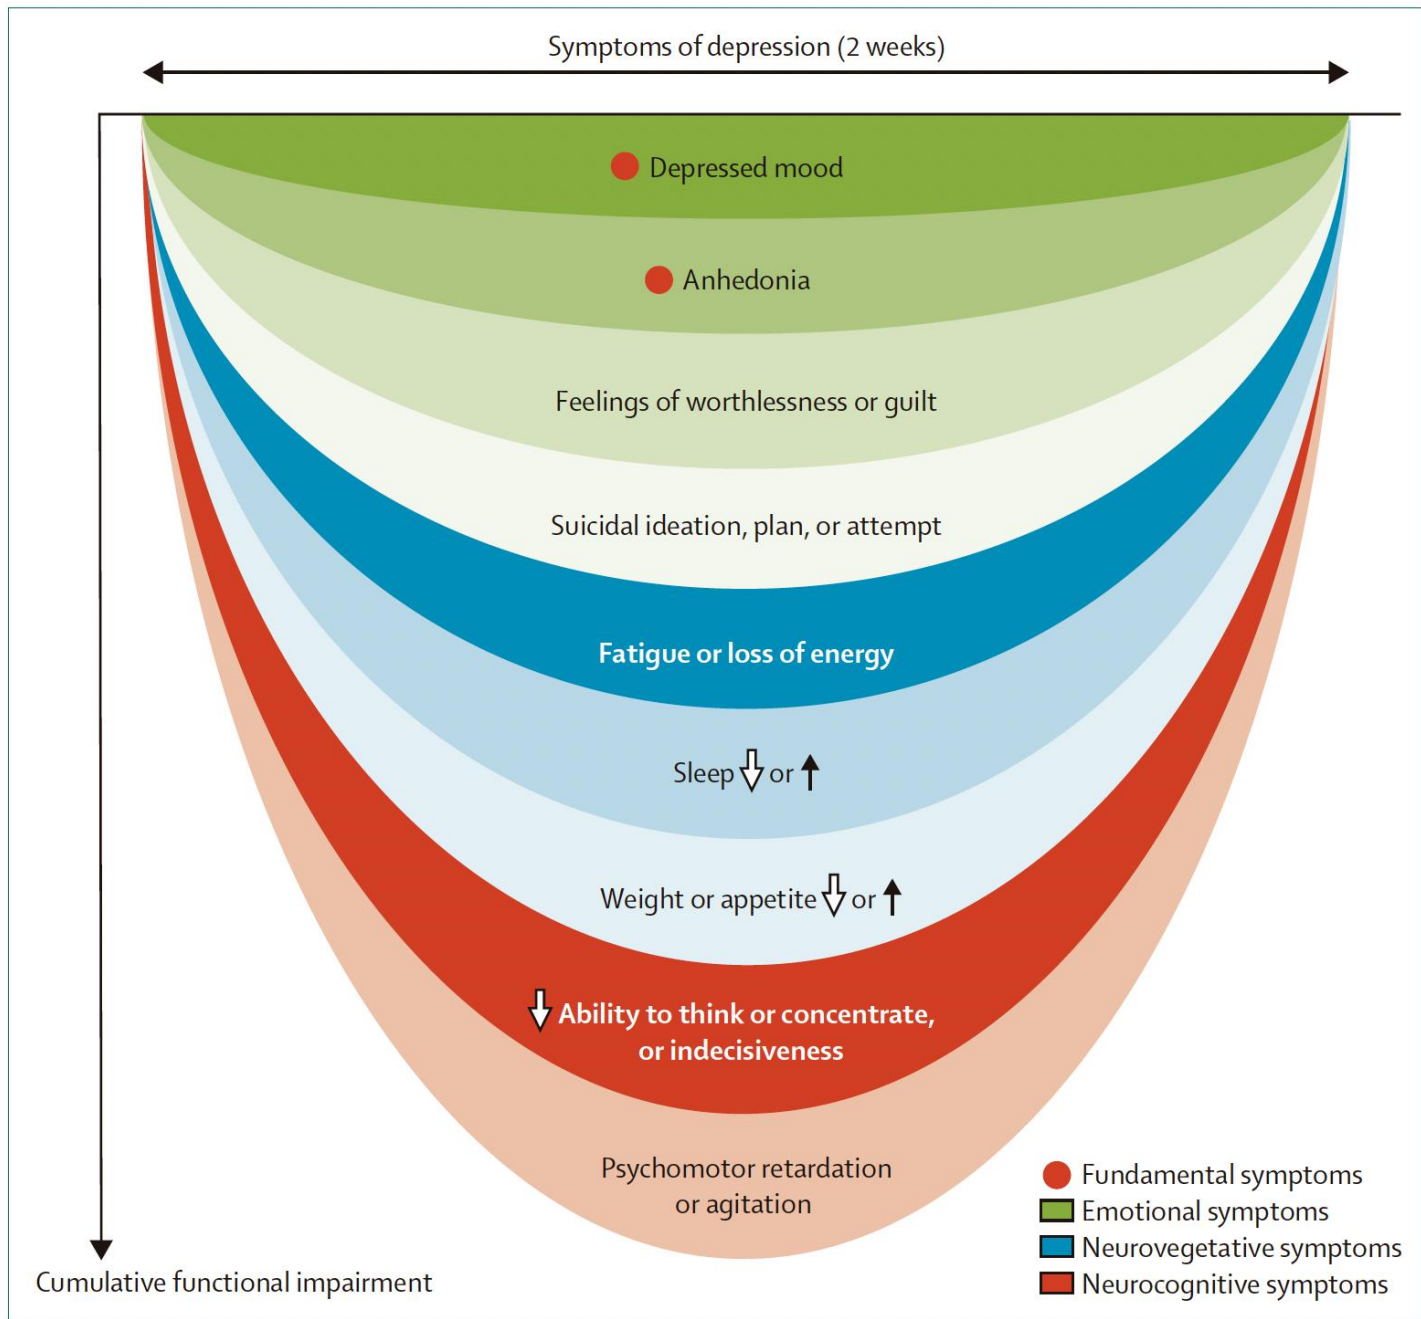 Symptoms of depression (2 weeks)
Depressed mood
Anhedonia
Feelings of worthlessness or guilt
Suicidal ideation, plan, or attempt
Fatigue or loss of energy
Sleep ⇩ or ↑
Weight or appetite ⇩ or ↑
⇩ Ability to think or concentrate,
or indecisiveness
Psychomotor retardation
or agitation
Fundamental symptoms
Emotional symptoms
Neurovegetative symptoms
Neurocognitive symptoms
Cumulative functional impairment